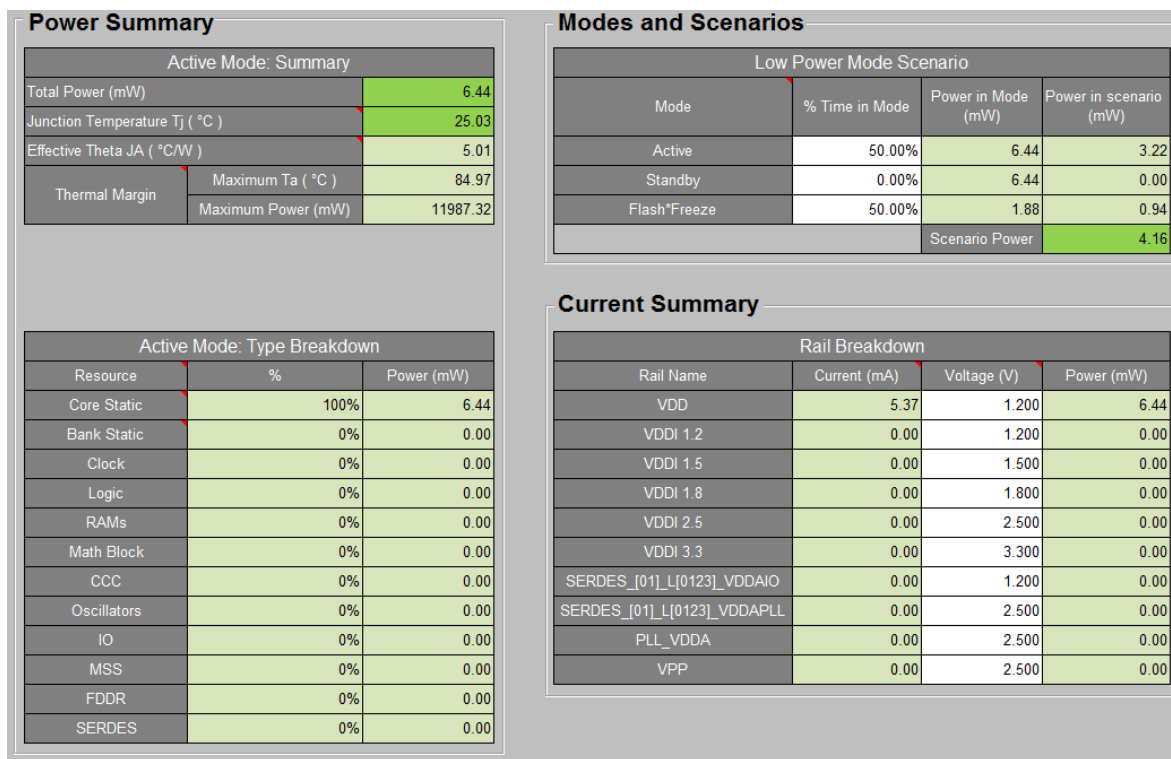 Power Summary
Active Mode: Summary
Total Power (mW) 6.44
Junction Temperature Tj ( °C ) 25.03
Effective Theta JA ( °C/W ) 5.01
Thermal Margin
Maximum Ta ( °C ) 84.97
Maximum Power (mW) 11987.32
Active Mode: Type Breakdown
Resource % Power (mW)
Core Static 100% 6.44
Bank Static 0% 0.00
Clock 0% 0.00
Logic 0% 0.00
RAMs 0% 0.00
Math Block 0% 0.00
CCC 0% 0.00
Oscillators 0% 0.00
IO 0% 0.00
MSS 0% 0.00
FDDR 0% 0.00
SERDES 0% 0.00
Modes and Scenarios
Low Power Mode Scenario
Mode % Time in Mode Power in Mode (mW) Power in scenario (mW)
Active 50.00% 6.44 3.22
Standby 0.00% 6.44 0.00
Flash*Freeze 50.00% 1.88 0.94
Scenario Power 4.16
Current Summary
Rail Breakdown
Rail Name Current (mA) Voltage (V) Power (mW)
VDD 5.37 1.200 6.44
VDDI 1.2 0.00 1.200 0.00
VDDI 1.5 0.00 1.500 0.00
VDDI 1.8 0.00 1.800 0.00
VDDI 2.5 0.00 2.500 0.00
VDDI 3.3 0.00 3.300 0.00
SERDES_[01]_L[0123]_VDDAIO 0.00 1.200 0.00
SERDES_[01]_L[0123]_VDDAPLL 0.00 2.500 0.00
PLL_VDDA 0.00 2.500 0.00
VPP 0.00 2.500 0.00